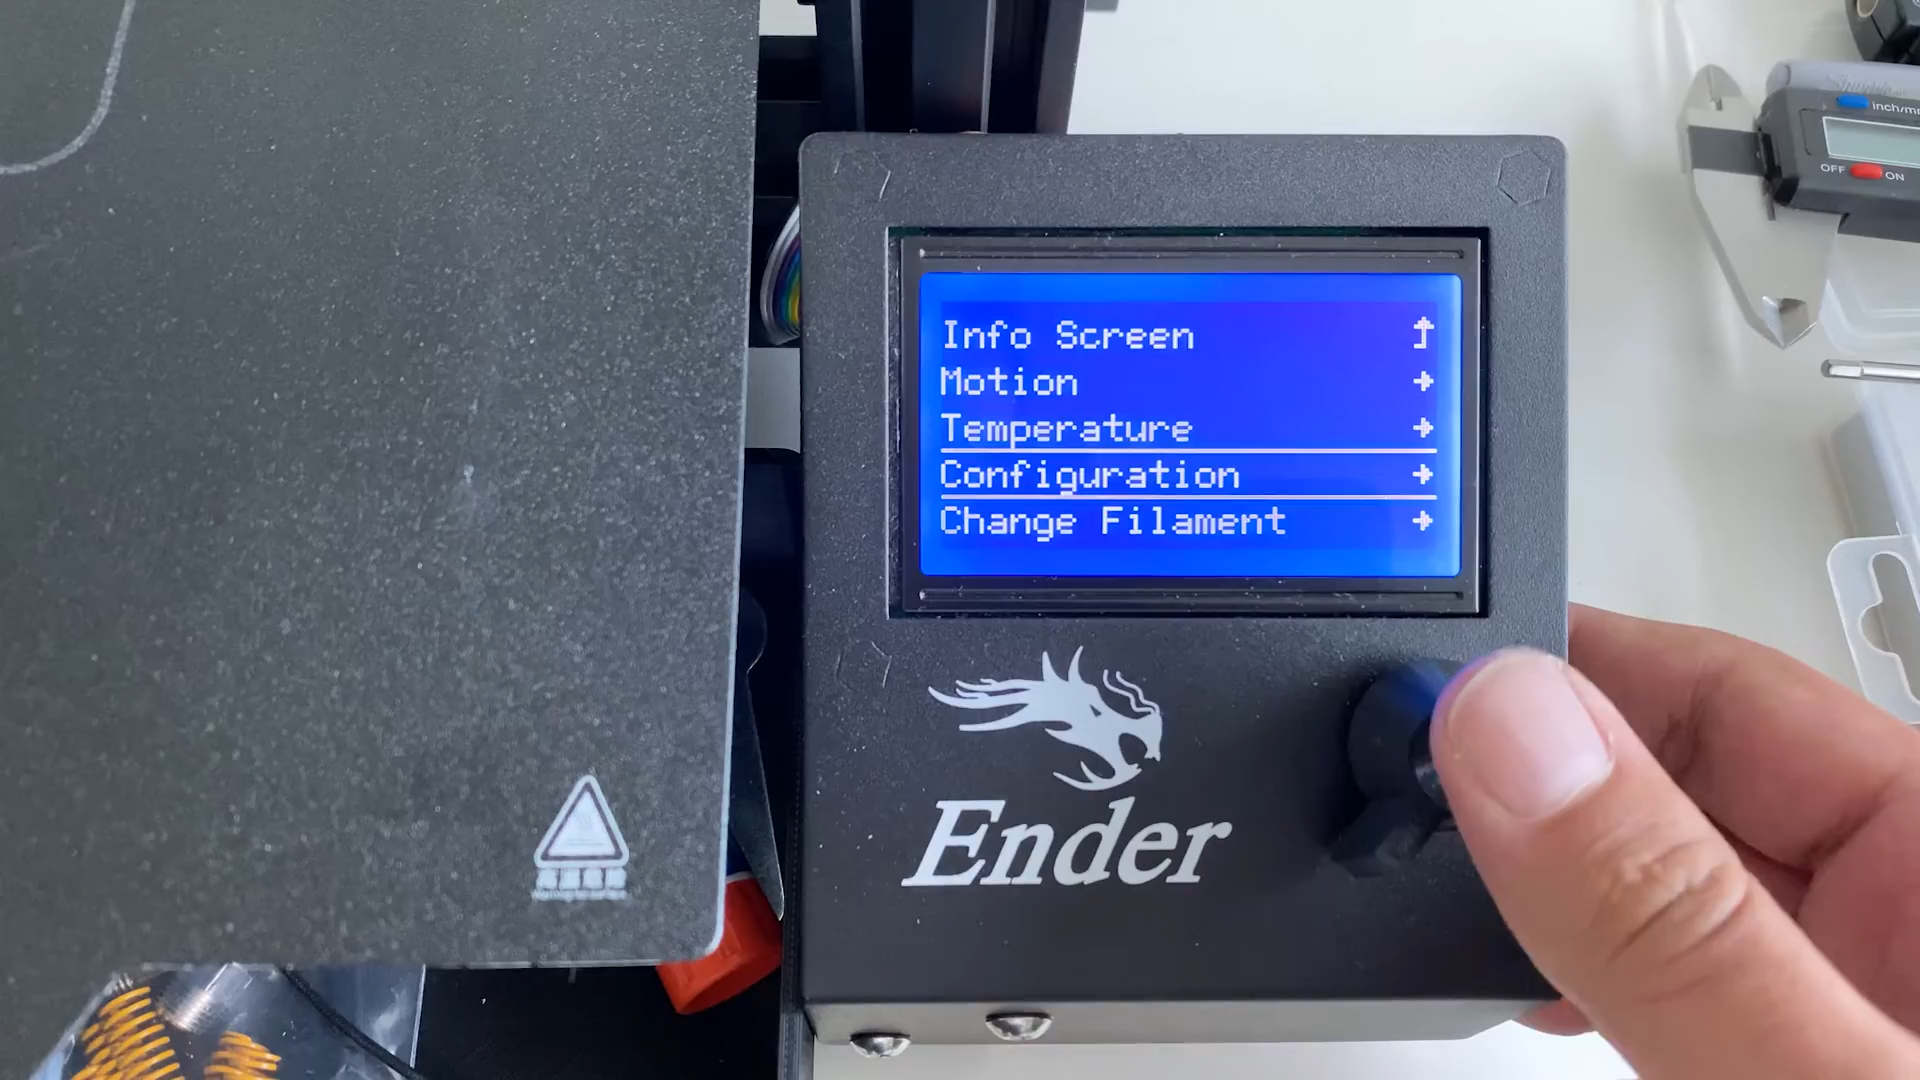 Info Screen
Motion
Temperature
Configuration
Change Filament
Ender
inch/m
OFF
ON